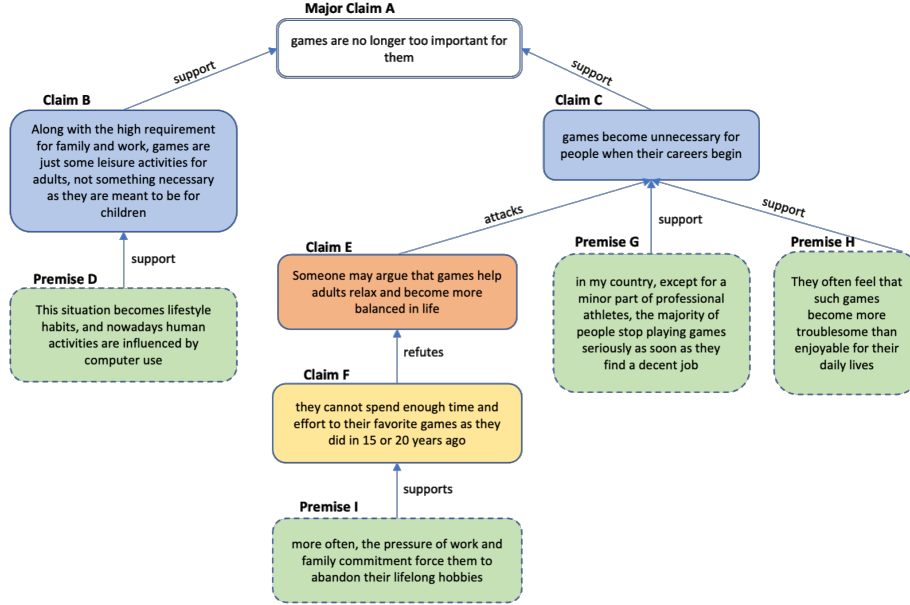 Major Claim A
games are no longer too important for
them
support
support
Claim B
Along with the high requirement
for family and work, games are
just some leisure activities for
adults, not something necessary
as they are meant to be for
children
Claim C
games become unnecessary for
people when their careers begin
support
attacks
support
support
Premise D
This situation becomes lifestyle
habits, and nowadays human
activities are influenced by
computer use
Claim E
Someone may argue that games help
adults relax and become more
balanced in life
Premise G
in my country, except for a
minor part of professional
athletes, the majority of
people stop playing games
seriously as soon as they
find a decent job
Premise H
They often feel that
such games
become more
troublesome than
enjoyable for their
daily lives
refutes
Claim F
they cannot spend enough time and
effort to their favorite games as they
did in 15 or 20 years ago
supports
Premise I
more often, the pressure of work and
family commitment force them to
abandon their lifelong hobbies